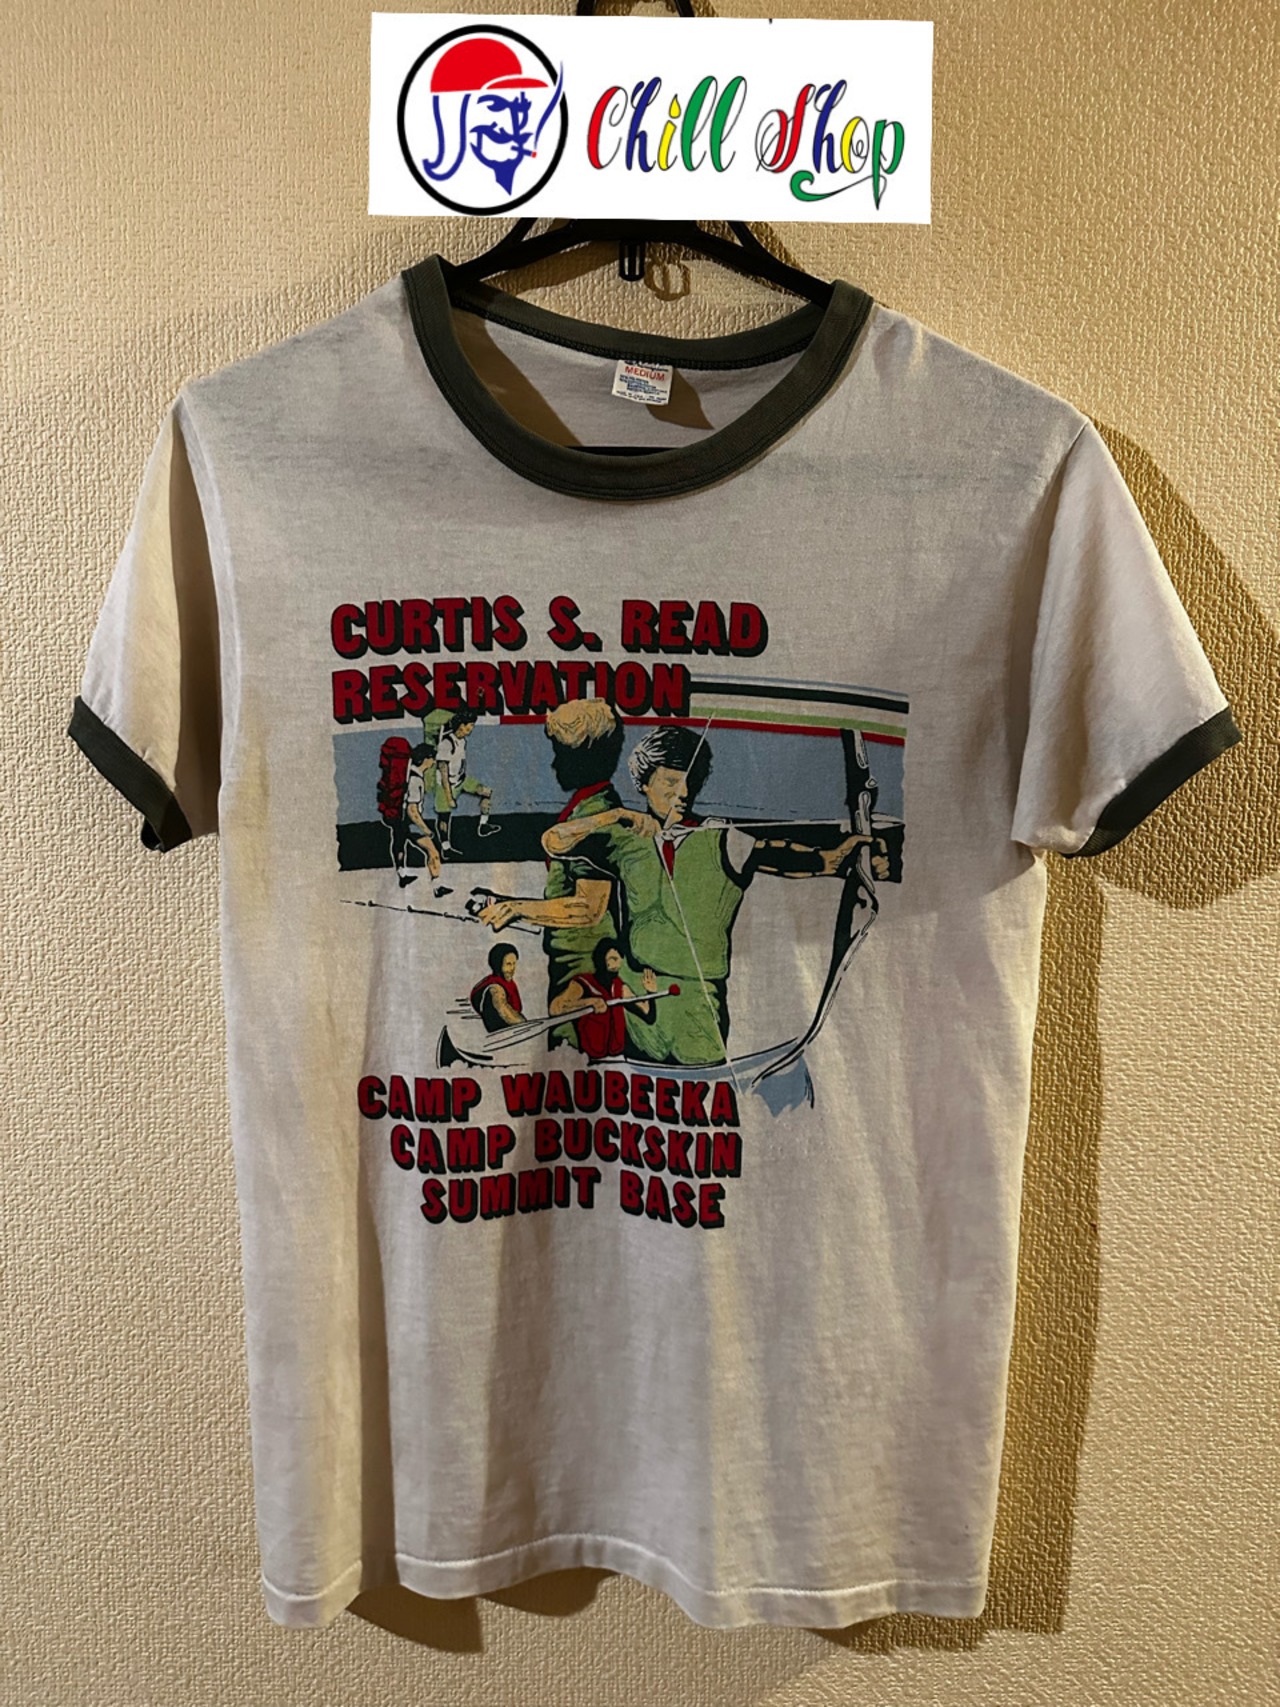 Chill Shop
MEDIUM
CURTIS S. READ
RESERVATION
CAMP WAUBEEKA
CAMP BUCKSKIN
SUMMIT BASE